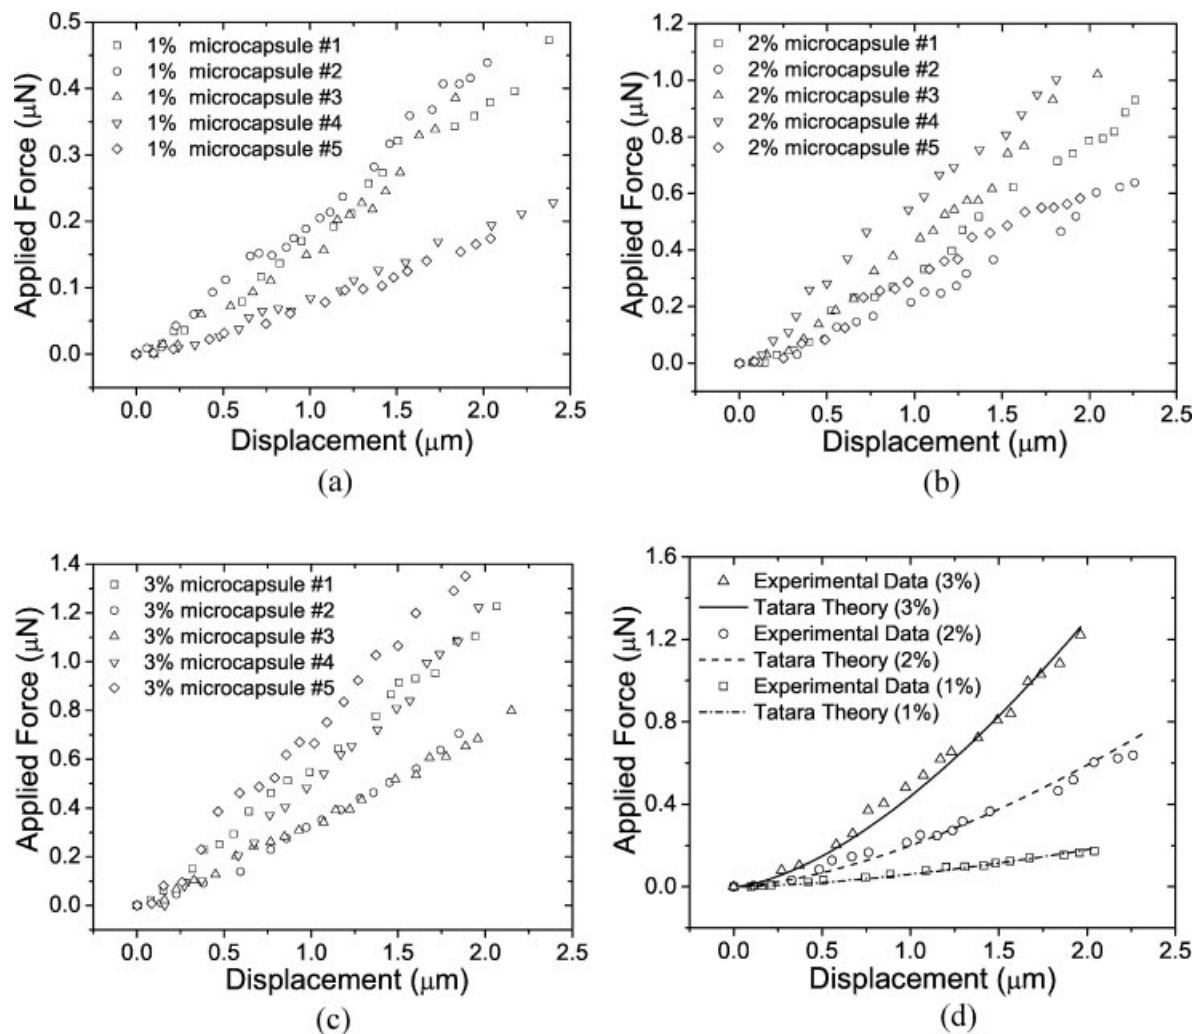 0.5
0.4
0.3
0.2
0.1
0.0
Applied Force (μN)
1% microcapsule #1
1% microcapsule #2
1% microcapsule #3
1% microcapsule #4
1% microcapsule #5
0.0 0.5 1.0 1.5 2.0 2.5
Displacement (μm)
(a)
1.2
1.0
0.8
0.6
0.4
0.2
0.0
Applied Force (μN)
2% microcapsule #1
2% microcapsule #2
2% microcapsule #3
2% microcapsule #4
2% microcapsule #5
0.0 0.5 1.0 1.5 2.0 2.5
Displacement (μm)
(b)
1.4
1.2
1.0
0.8
0.6
0.4
0.2
0.0
Applied Force (μN)
3% microcapsule #1
3% microcapsule #2
3% microcapsule #3
3% microcapsule #4
3% microcapsule #5
0.0 0.5 1.0 1.5 2.0 2.5
Displacement (μm)
(c)
1.6
1.2
0.8
0.4
0.0
Applied Force (μN)
Experimental Data (3%)
Tatara Theory (3%)
Experimental Data (2%)
Tatara Theory (2%)
Experimental Data (1%)
Tatara Theory (1%)
0.0 0.5 1.0 1.5 2.0 2.5
Displacement (μm)
(d)